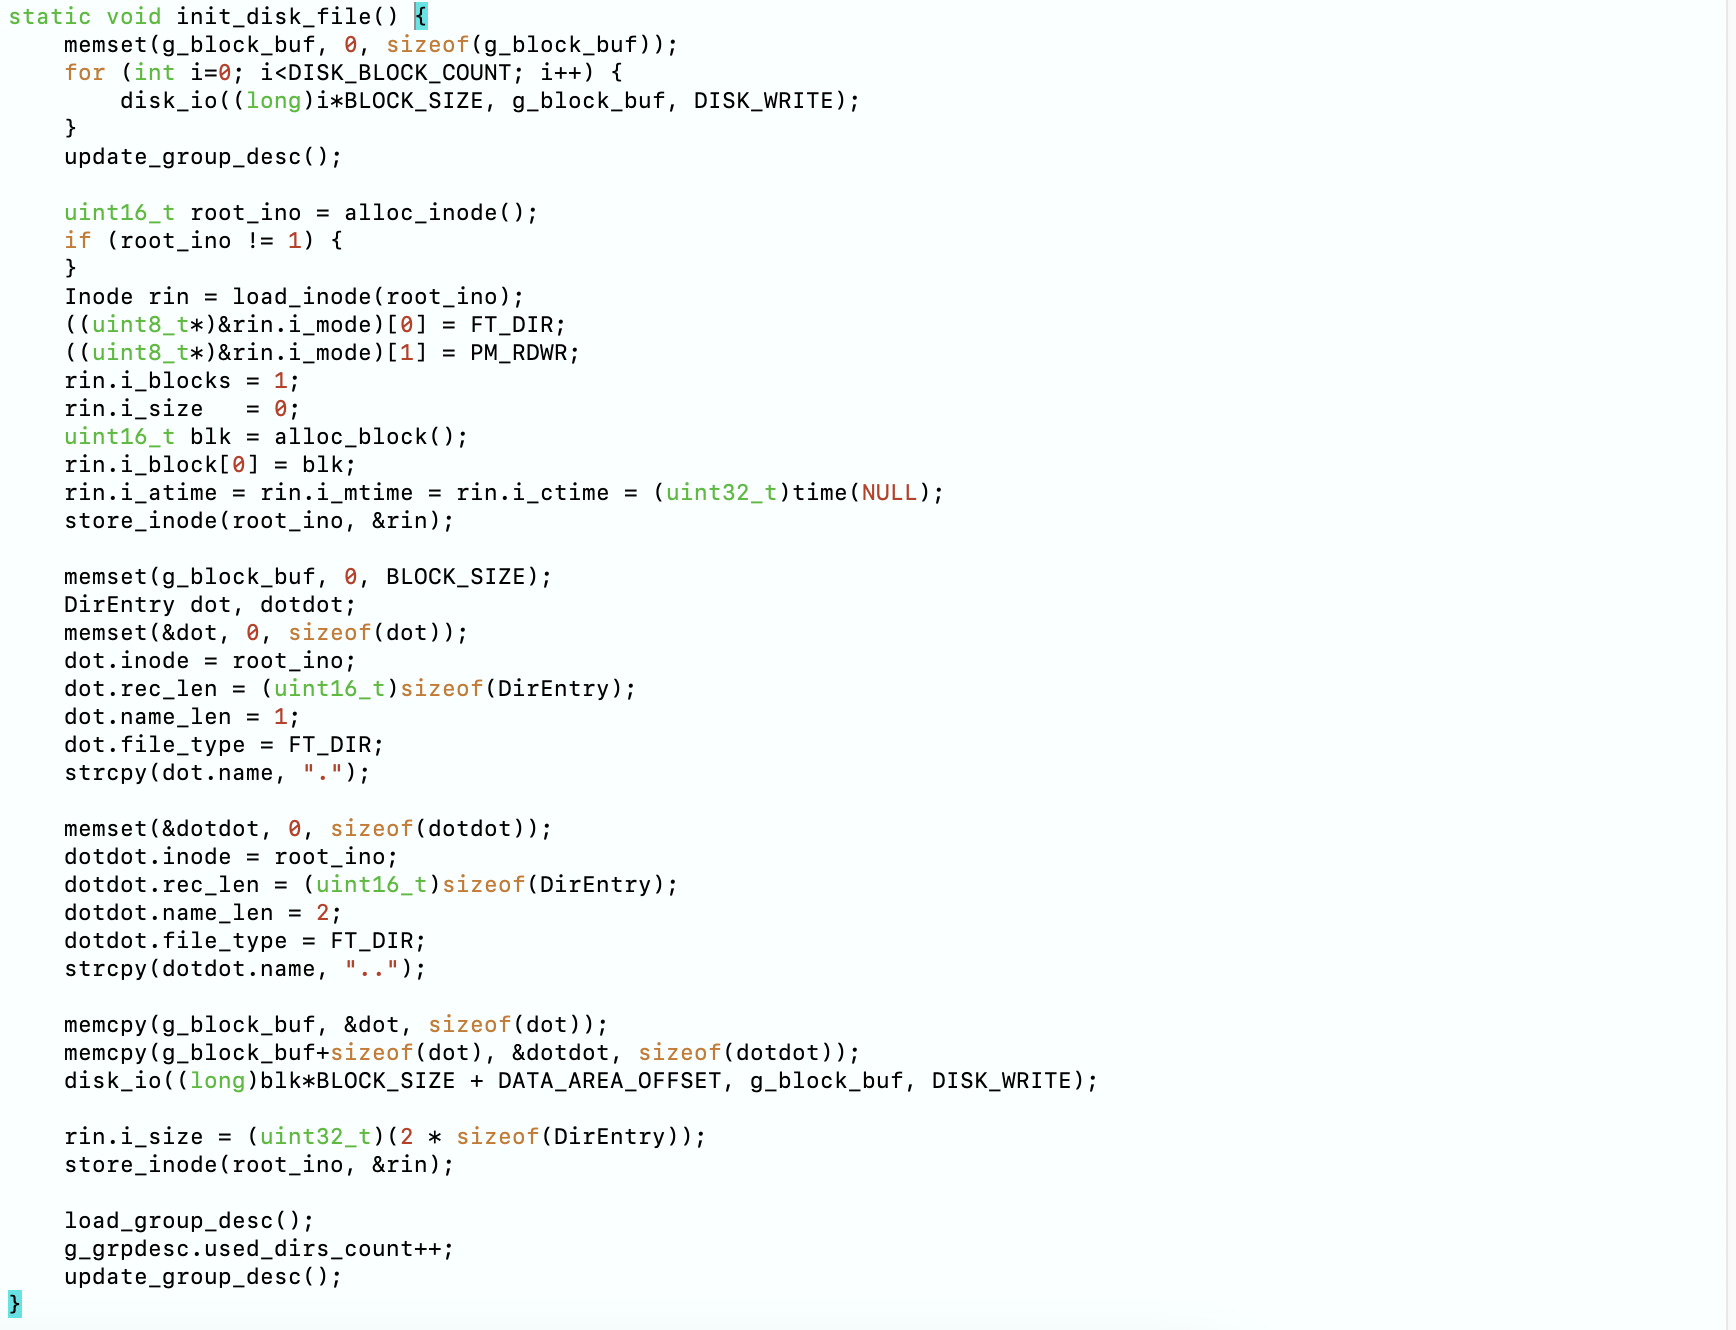 static void init_disk_file() {
    memset(g_block_buf, 0, sizeof(g_block_buf));
    for (int i=0; i<DISK_BLOCK_COUNT; i++) {
        disk_io((long)i*BLOCK_SIZE, g_block_buf, DISK_WRITE);
    }
    update_group_desc();

    uint16_t root_ino = alloc_inode();
    if (root_ino != 1) {
    }
    Inode rin = load_inode(root_ino);
    ((uint8_t*)&rin.i_mode)[0] = FT_DIR;
    ((uint8_t*)&rin.i_mode)[1] = PM_RDWR;
    rin.i_blocks = 1;
    rin.i_size   = 0;
    uint16_t blk = alloc_block();
    rin.i_block[0] = blk;
    rin.i_atime = rin.i_mtime = rin.i_ctime = (uint32_t)time(NULL);
    store_inode(root_ino, &rin);

    memset(g_block_buf, 0, BLOCK_SIZE);
    DirEntry dot, dotdot;
    memset(&dot, 0, sizeof(dot));
    dot.inode = root_ino;
    dot.rec_len = (uint16_t)sizeof(DirEntry);
    dot.name_len = 1;
    dot.file_type = FT_DIR;
    strcpy(dot.name, ".");

    memset(&dotdot, 0, sizeof(dotdot));
    dotdot.inode = root_ino;
    dotdot.rec_len = (uint16_t)sizeof(DirEntry);
    dotdot.name_len = 2;
    dotdot.file_type = FT_DIR;
    strcpy(dotdot.name, "..");

    memcpy(g_block_buf, &dot, sizeof(dot));
    memcpy(g_block_buf+sizeof(dot), &dotdot, sizeof(dotdot));
    disk_io((long)blk*BLOCK_SIZE + DATA_AREA_OFFSET, g_block_buf, DISK_WRITE);

    rin.i_size = (uint32_t)(2 * sizeof(DirEntry));
    store_inode(root_ino, &rin);

    load_group_desc();
    g_grpdesc.used_dirs_count++;
    update_group_desc();
}